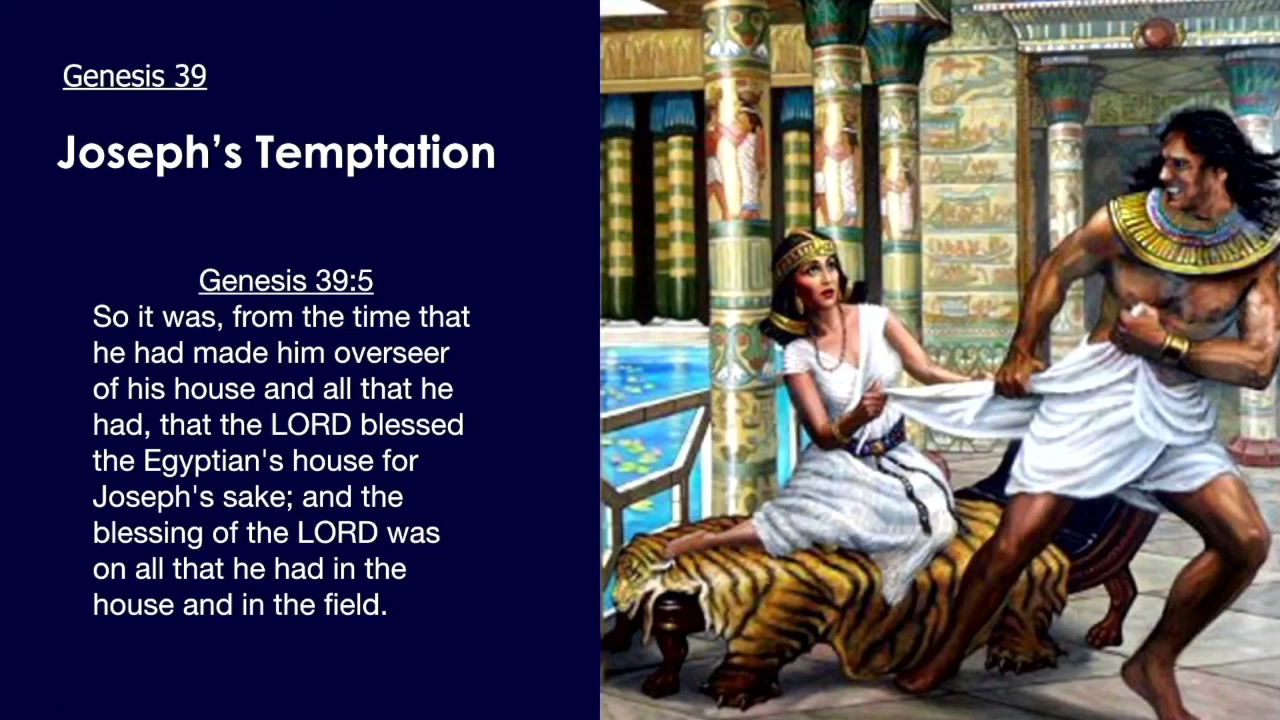 Genesis 39
Joseph’s Temptation
Genesis 39:5
So it was, from the time that
he had made him overseer
of his house and all that he
had, that the LORD blessed
the Egyptian's house for
Joseph's sake; and the
blessing of the LORD was
on all that he had in the
house and in the field.